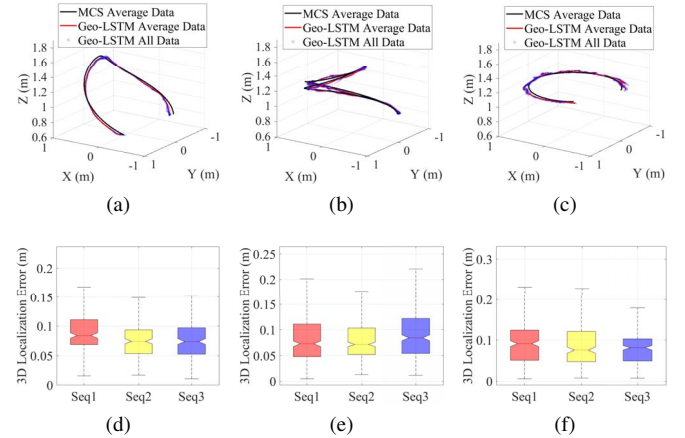 MCS Average Data
Geo-LSTM Average Data
Geo-LSTM All Data
1.8
1.6
1.4
1.2
1
0.8
0.6
Z (m)
1
0
-1
X (m)
1
0
-1
Y (m)
(a)
MCS Average Data
Geo-LSTM Average Data
Geo-LSTM All Data
1.8
1.6
1.4
1.2
1
0.8
0.6
Z (m)
1
0
-1
X (m)
1
0
-1
Y (m)
(b)
MCS Average Data
Geo-LSTM Average Data
Geo-LSTM All Data
1.8
1.6
1.4
1.2
1
0.8
0.6
Z (m)
1
0
-1
X (m)
1
0
-1
Y (m)
(c)
3D Localization Error (m)
0.2
0.15
0.1
0.05
0
Seq1 Seq2 Seq3
(d)
3D Localization Error (m)
0.2
0.15
0.1
0.05
0
Seq1 Seq2 Seq3
(e)
3D Localization Error (m)
0.3
0.2
0.1
0
Seq1 Seq2 Seq3
(f)